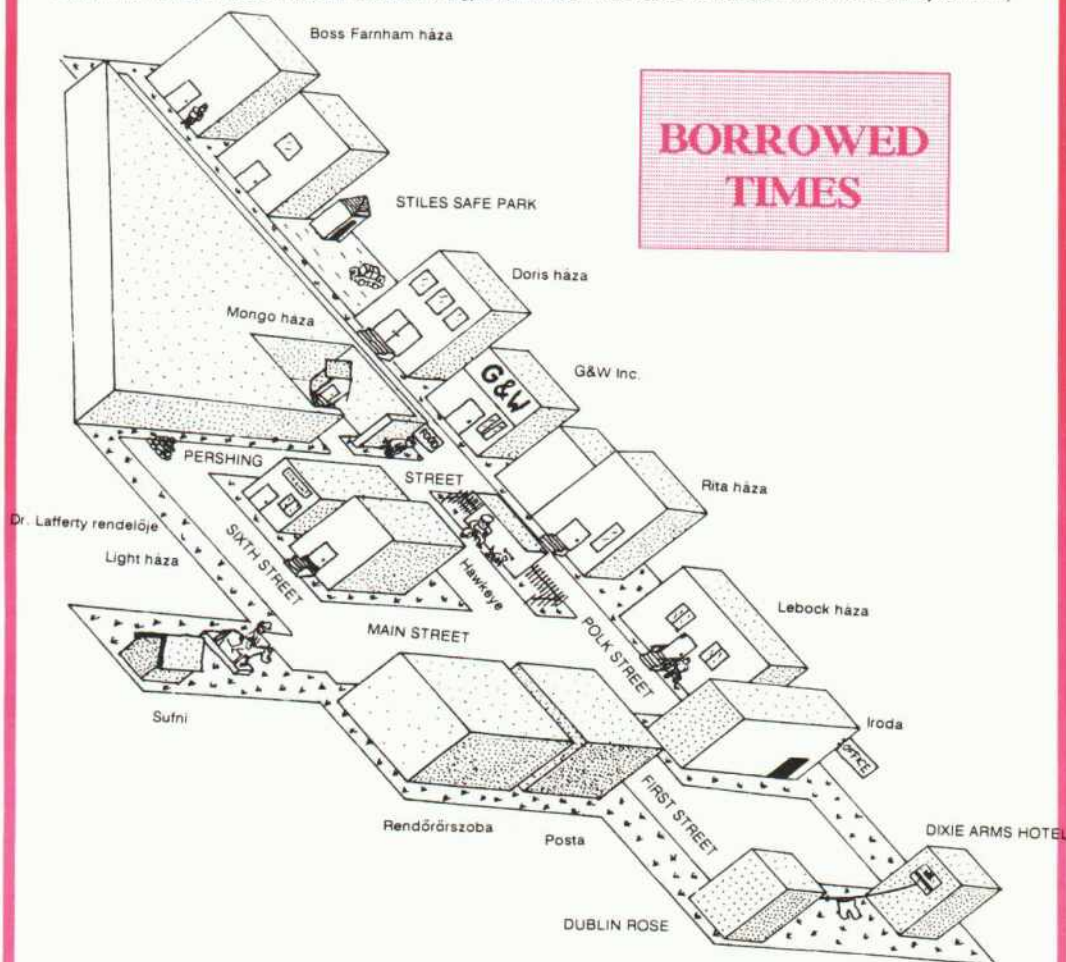 Boss Farnham háza
BORROWED
TIMES
STILES SAFE PARK
Doris háza
Mongo háza
G&W
G&W Inc.
PERSHING
STREET
Rita háza
Dr. Lafferty rendelője
SIXTH STREET
Light háza
Hawkeye
Lebock háza
MAIN STREET
POLK STREET
Sufni
Iroda
OFFICE
Rendőrőrszoba
Posta
FIRST STREET
DIXIE ARMS HOTEL
DUBLIN ROSE